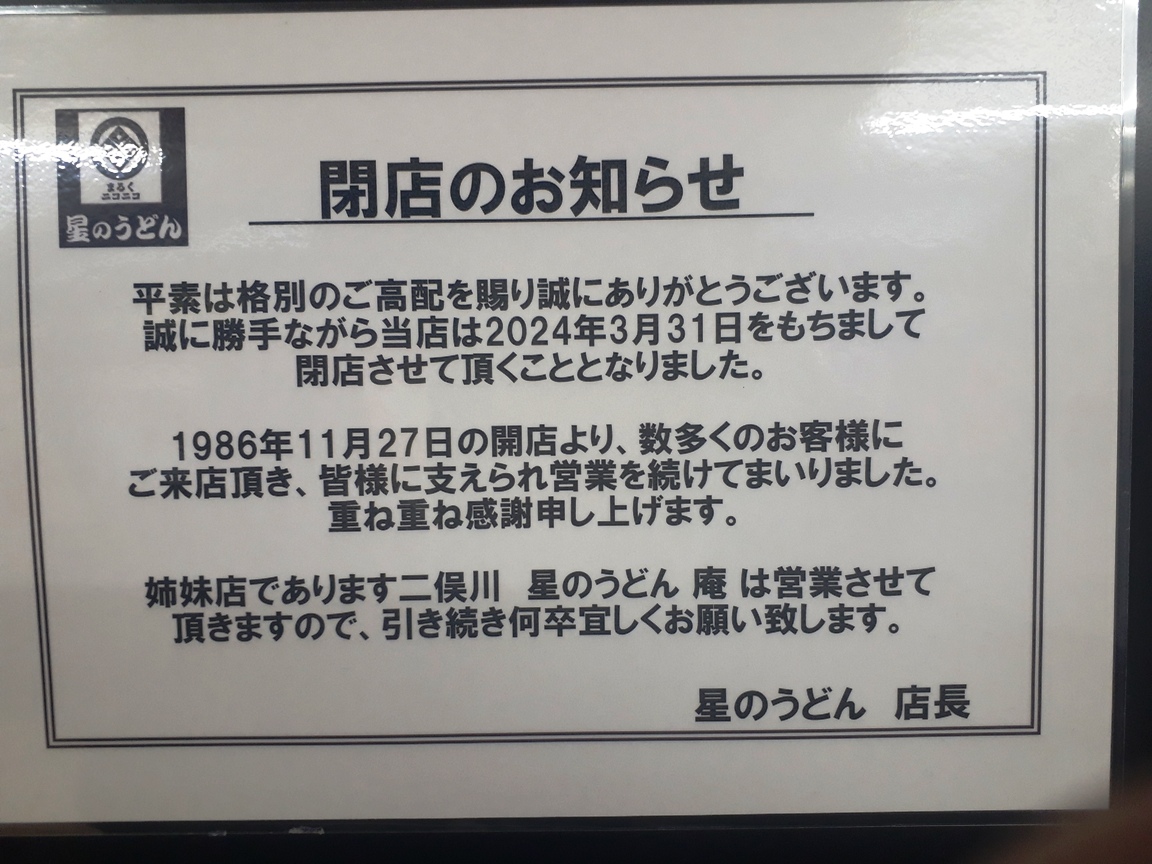 まるく
ニコニコ
星のうどん
閉店のお知らせ
平素は格別のご高配を賜り誠にありがとうございます。
誠に勝手ながら当店は2024年3月31日をもちまして
閉店させて頂くこととなりました。
1986年11月27日の開店より、数多くのお客様に
ご来店頂き、皆様に支えられ営業を続けてまいりました。
重ね重ね感謝申し上げます。
姉妹店であります二俣川 星のうどん 庵 は営業させて
頂きますので、引き続き何卒宜しくお願い致します。
星のうどん 店長